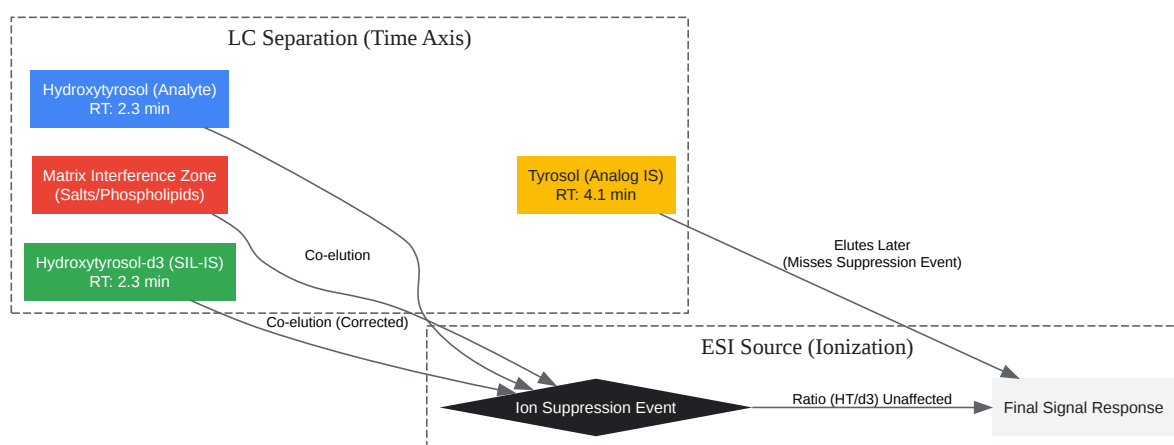 LC Separation (Time Axis)
Hydroxytyrosol (Analyte)
RT: 2.3 min
Matrix Interference Zone
(Salts/Phospholipids)
Tyrosol (Analog IS)
RT: 4.1 min
Hydroxytyrosol-d3 (SIL-IS)
RT: 2.3 min
Co-elution
Elutes Later
(Misses Suppression Event)
Co-elution (Corrected)
ESI Source (Ionization)
Ion Suppression Event
Ratio (HT/d3) Unaffected
Final Signal Response